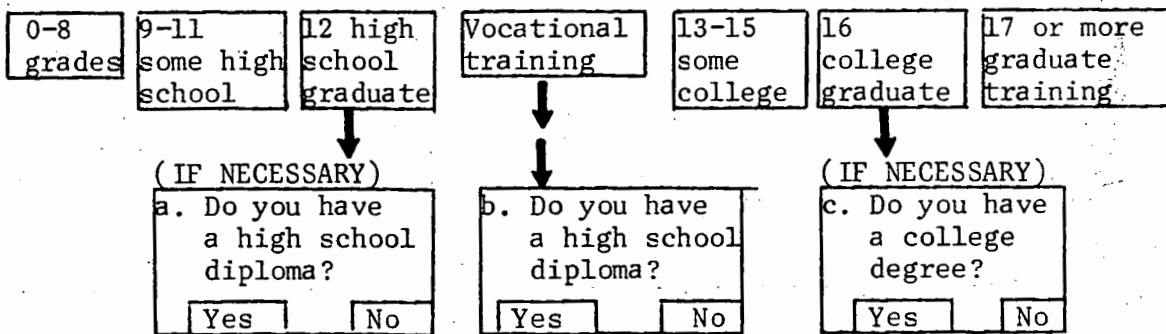 0-8 grades
9-11 some high school
12 high school graduate
Vocational training
13-15 some college
16 college graduate
17 or more graduate training
(IF NECESSARY)
a. Do you have
a high school
diploma?
Yes No
b. Do you have
a high school
diploma?
Yes No
(IF NECESSARY)
c. Do you have
a college
degree?
Yes No